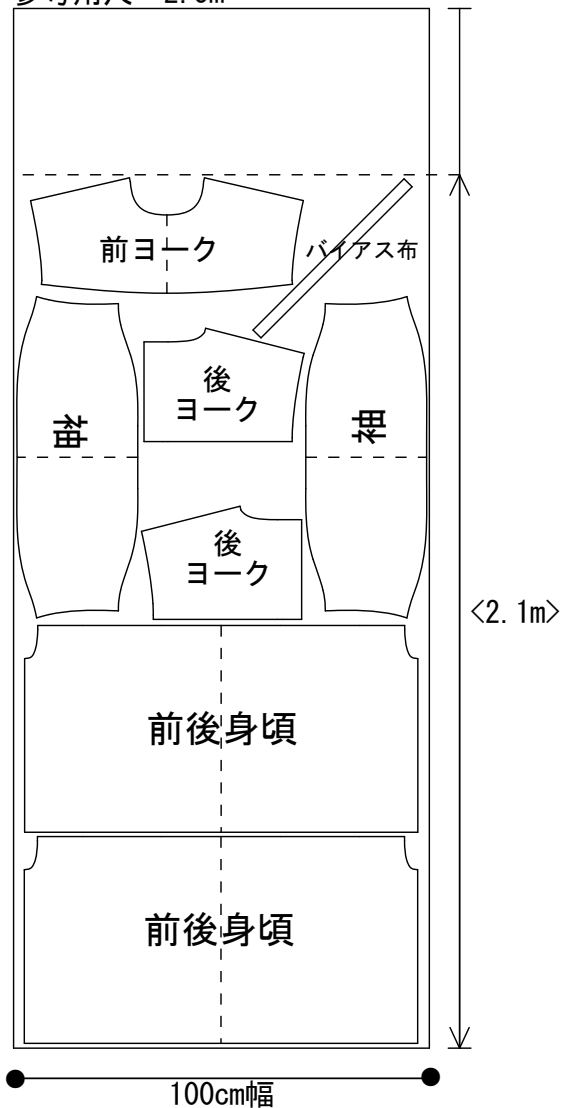 前ヨーク
バイアス布
後
ヨーク
袖
袖
後
ヨーク
<2.1m>
前後身頃
前後身頃
100cm幅